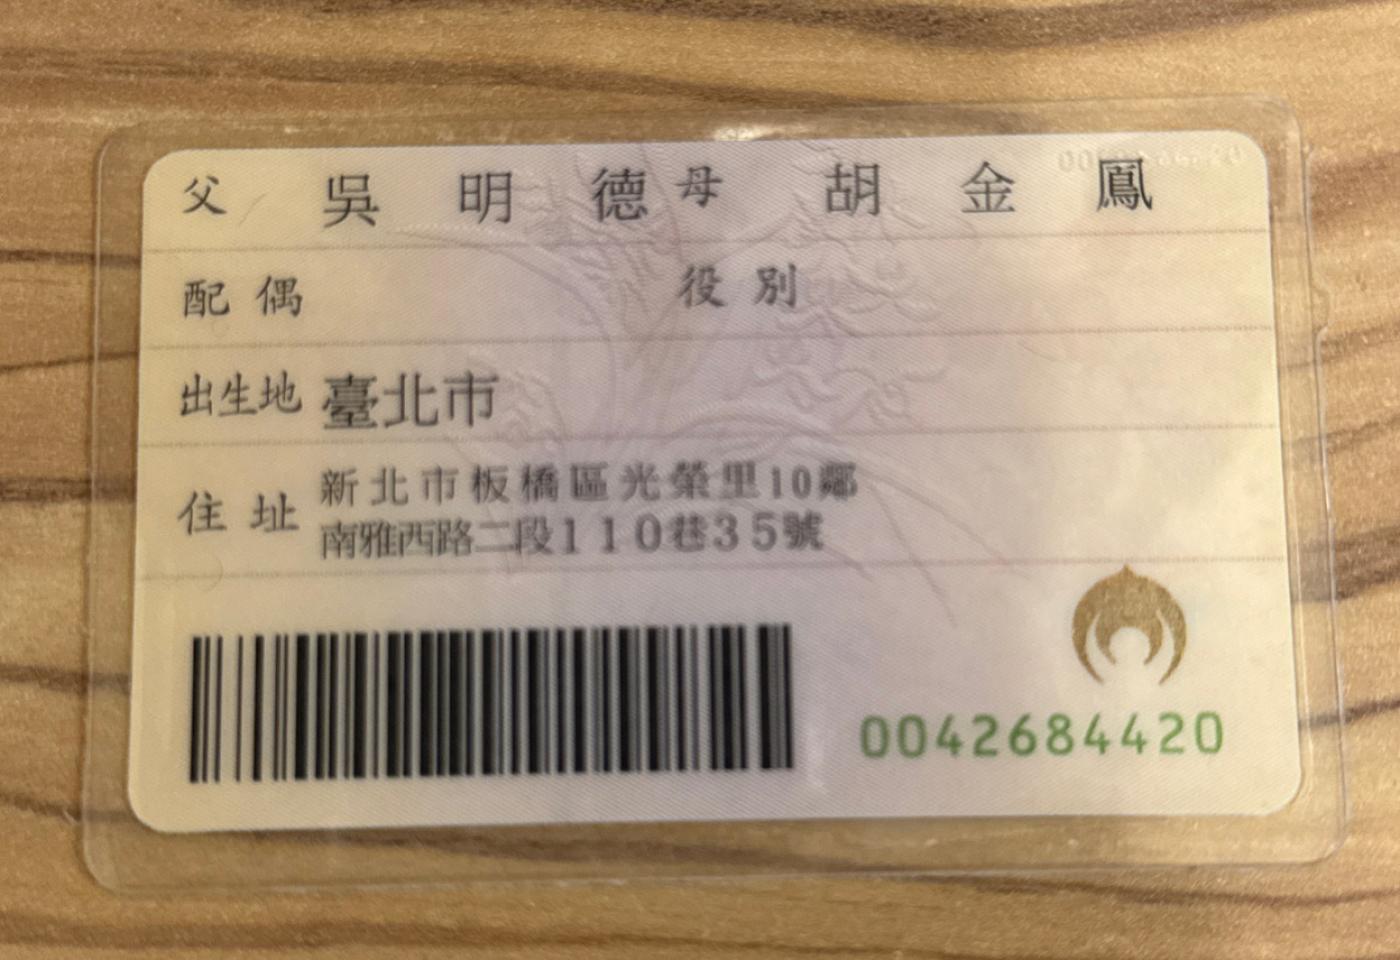 父 吳明德 母 胡金鳳
配偶 役別
出生地 臺北市
住址 新北市板橋區光榮里10鄰
南雅西路二段110巷35號
0042684420